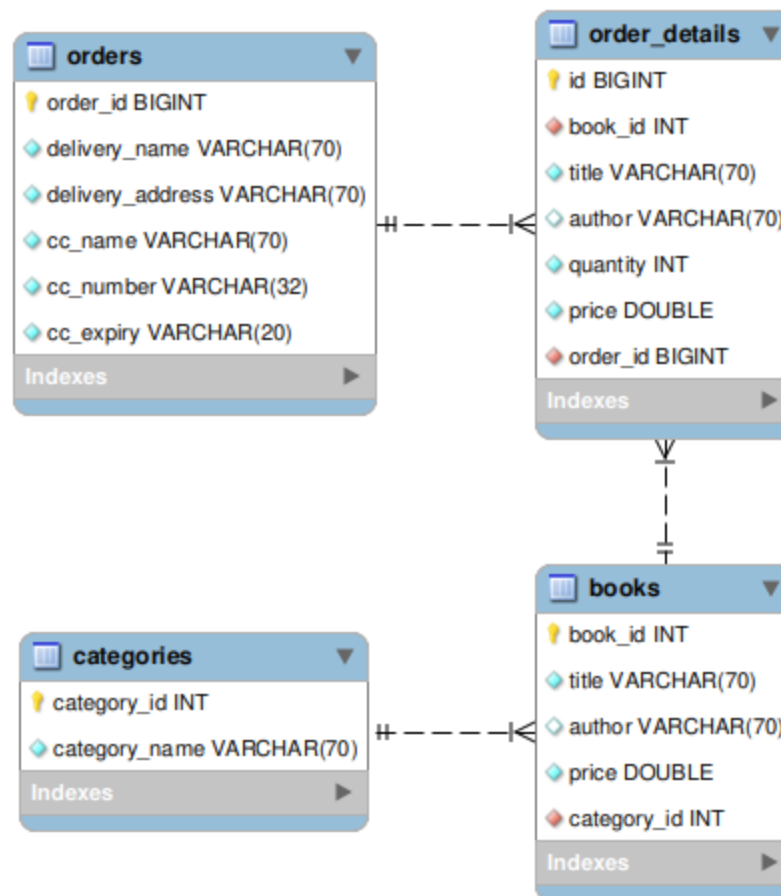 orders
order_id BIGINT
delivery_name VARCHAR(70)
delivery_address VARCHAR(70)
cc_name VARCHAR(70)
cc_number VARCHAR(32)
cc_expiry VARCHAR(20)
Indexes
order_details
id BIGINT
book_id INT
title VARCHAR(70)
author VARCHAR(70)
quantity INT
price DOUBLE
order_id BIGINT
Indexes
categories
category_id INT
category_name VARCHAR(70)
Indexes
books
book_id INT
title VARCHAR(70)
author VARCHAR(70)
price DOUBLE
category_id INT
Indexes